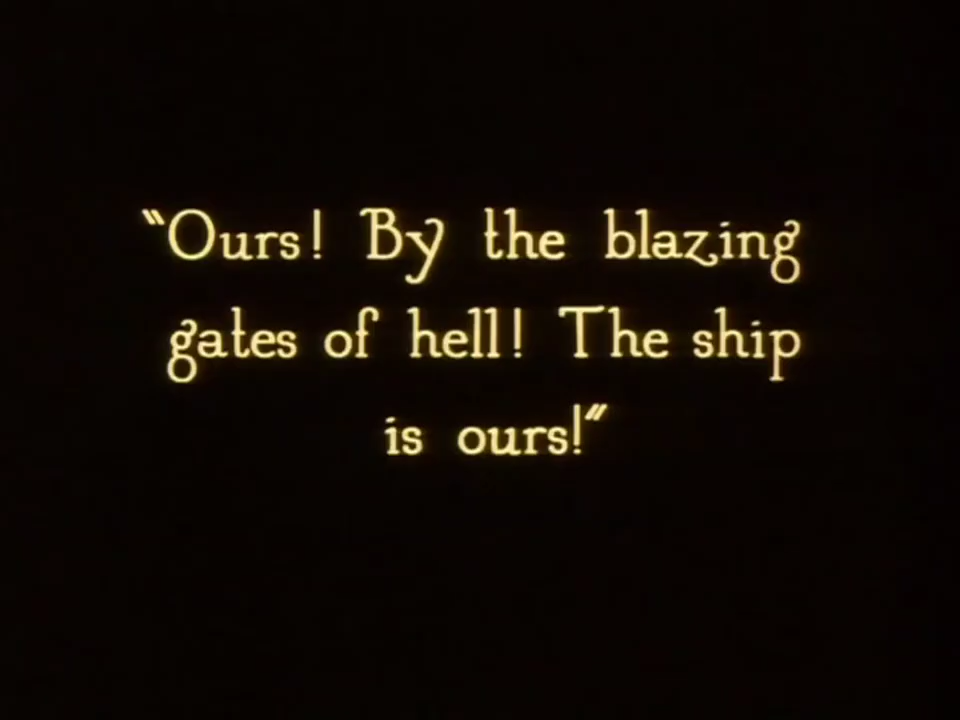 “Ours! By the blazing
gates of hell! The ship
is ours!”